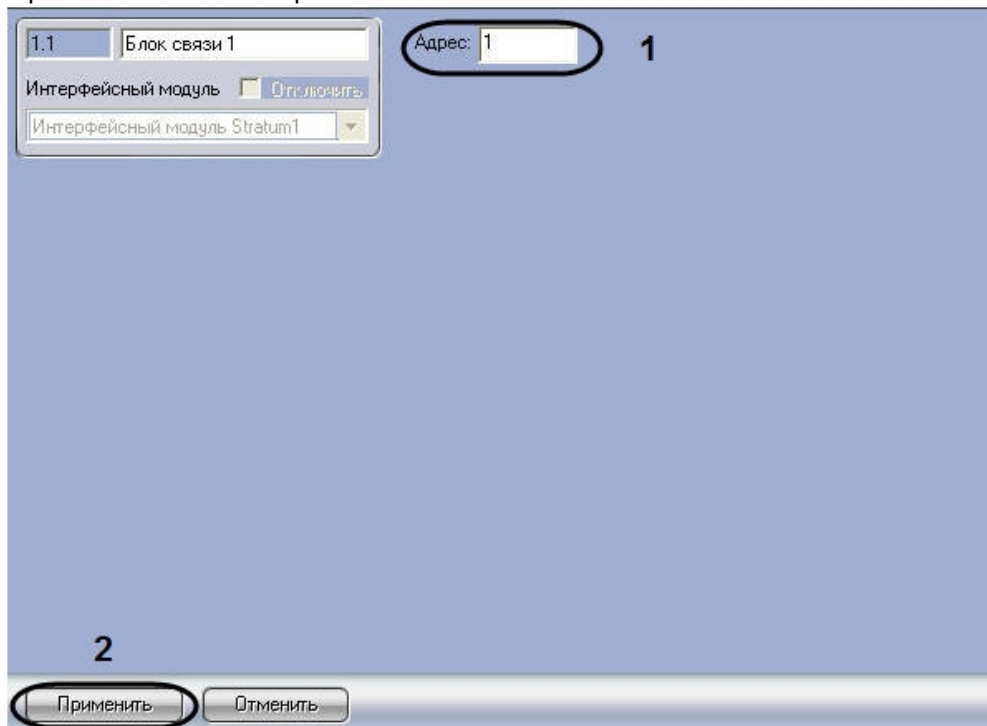 1.1 Блок связи 1 Адрес: 1 1
Интерфейсный модуль Отключить
Интерфейсный модуль Stratum1
2
Применить Отменить